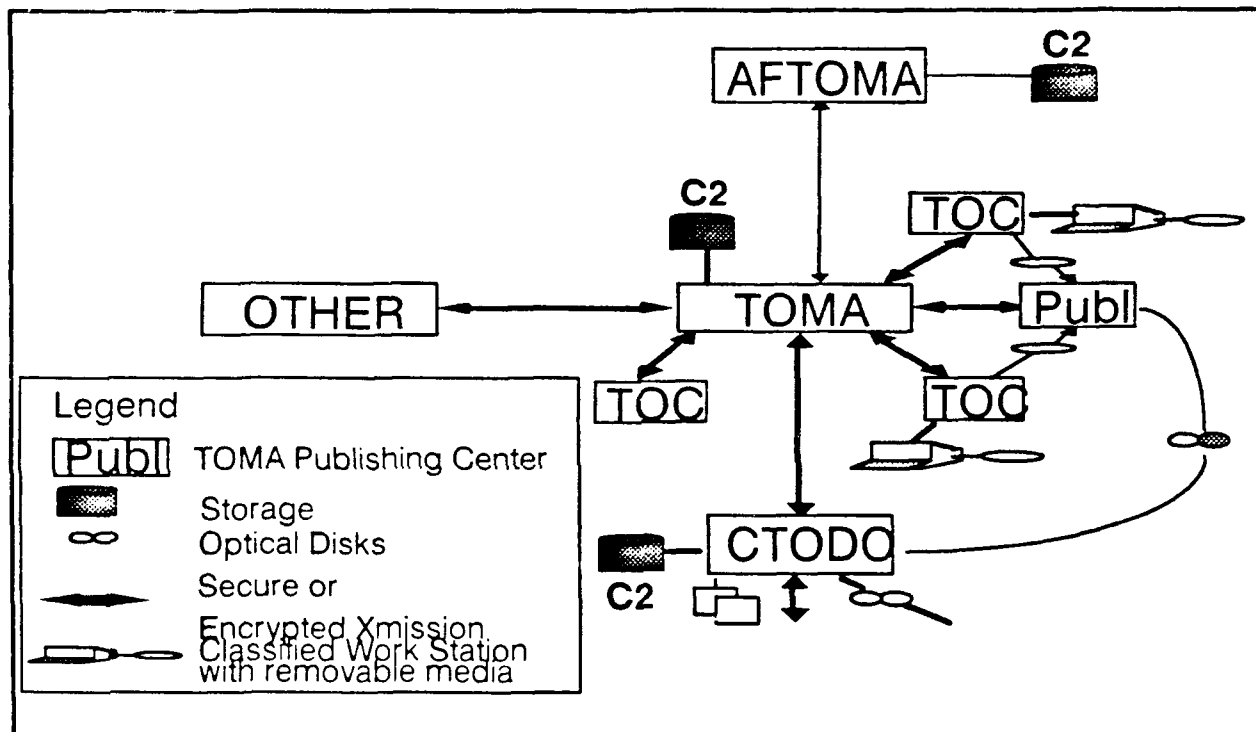 C2
AFTOMA
C2
TOC
OTHER
TOMA
Publ
TOC
TOC
CTODO
C2
Legend
Publ TOMA Publishing Center
Storage
Optical Disks
Secure or
Encrypted Xmission
Classified Work Station
with removable media